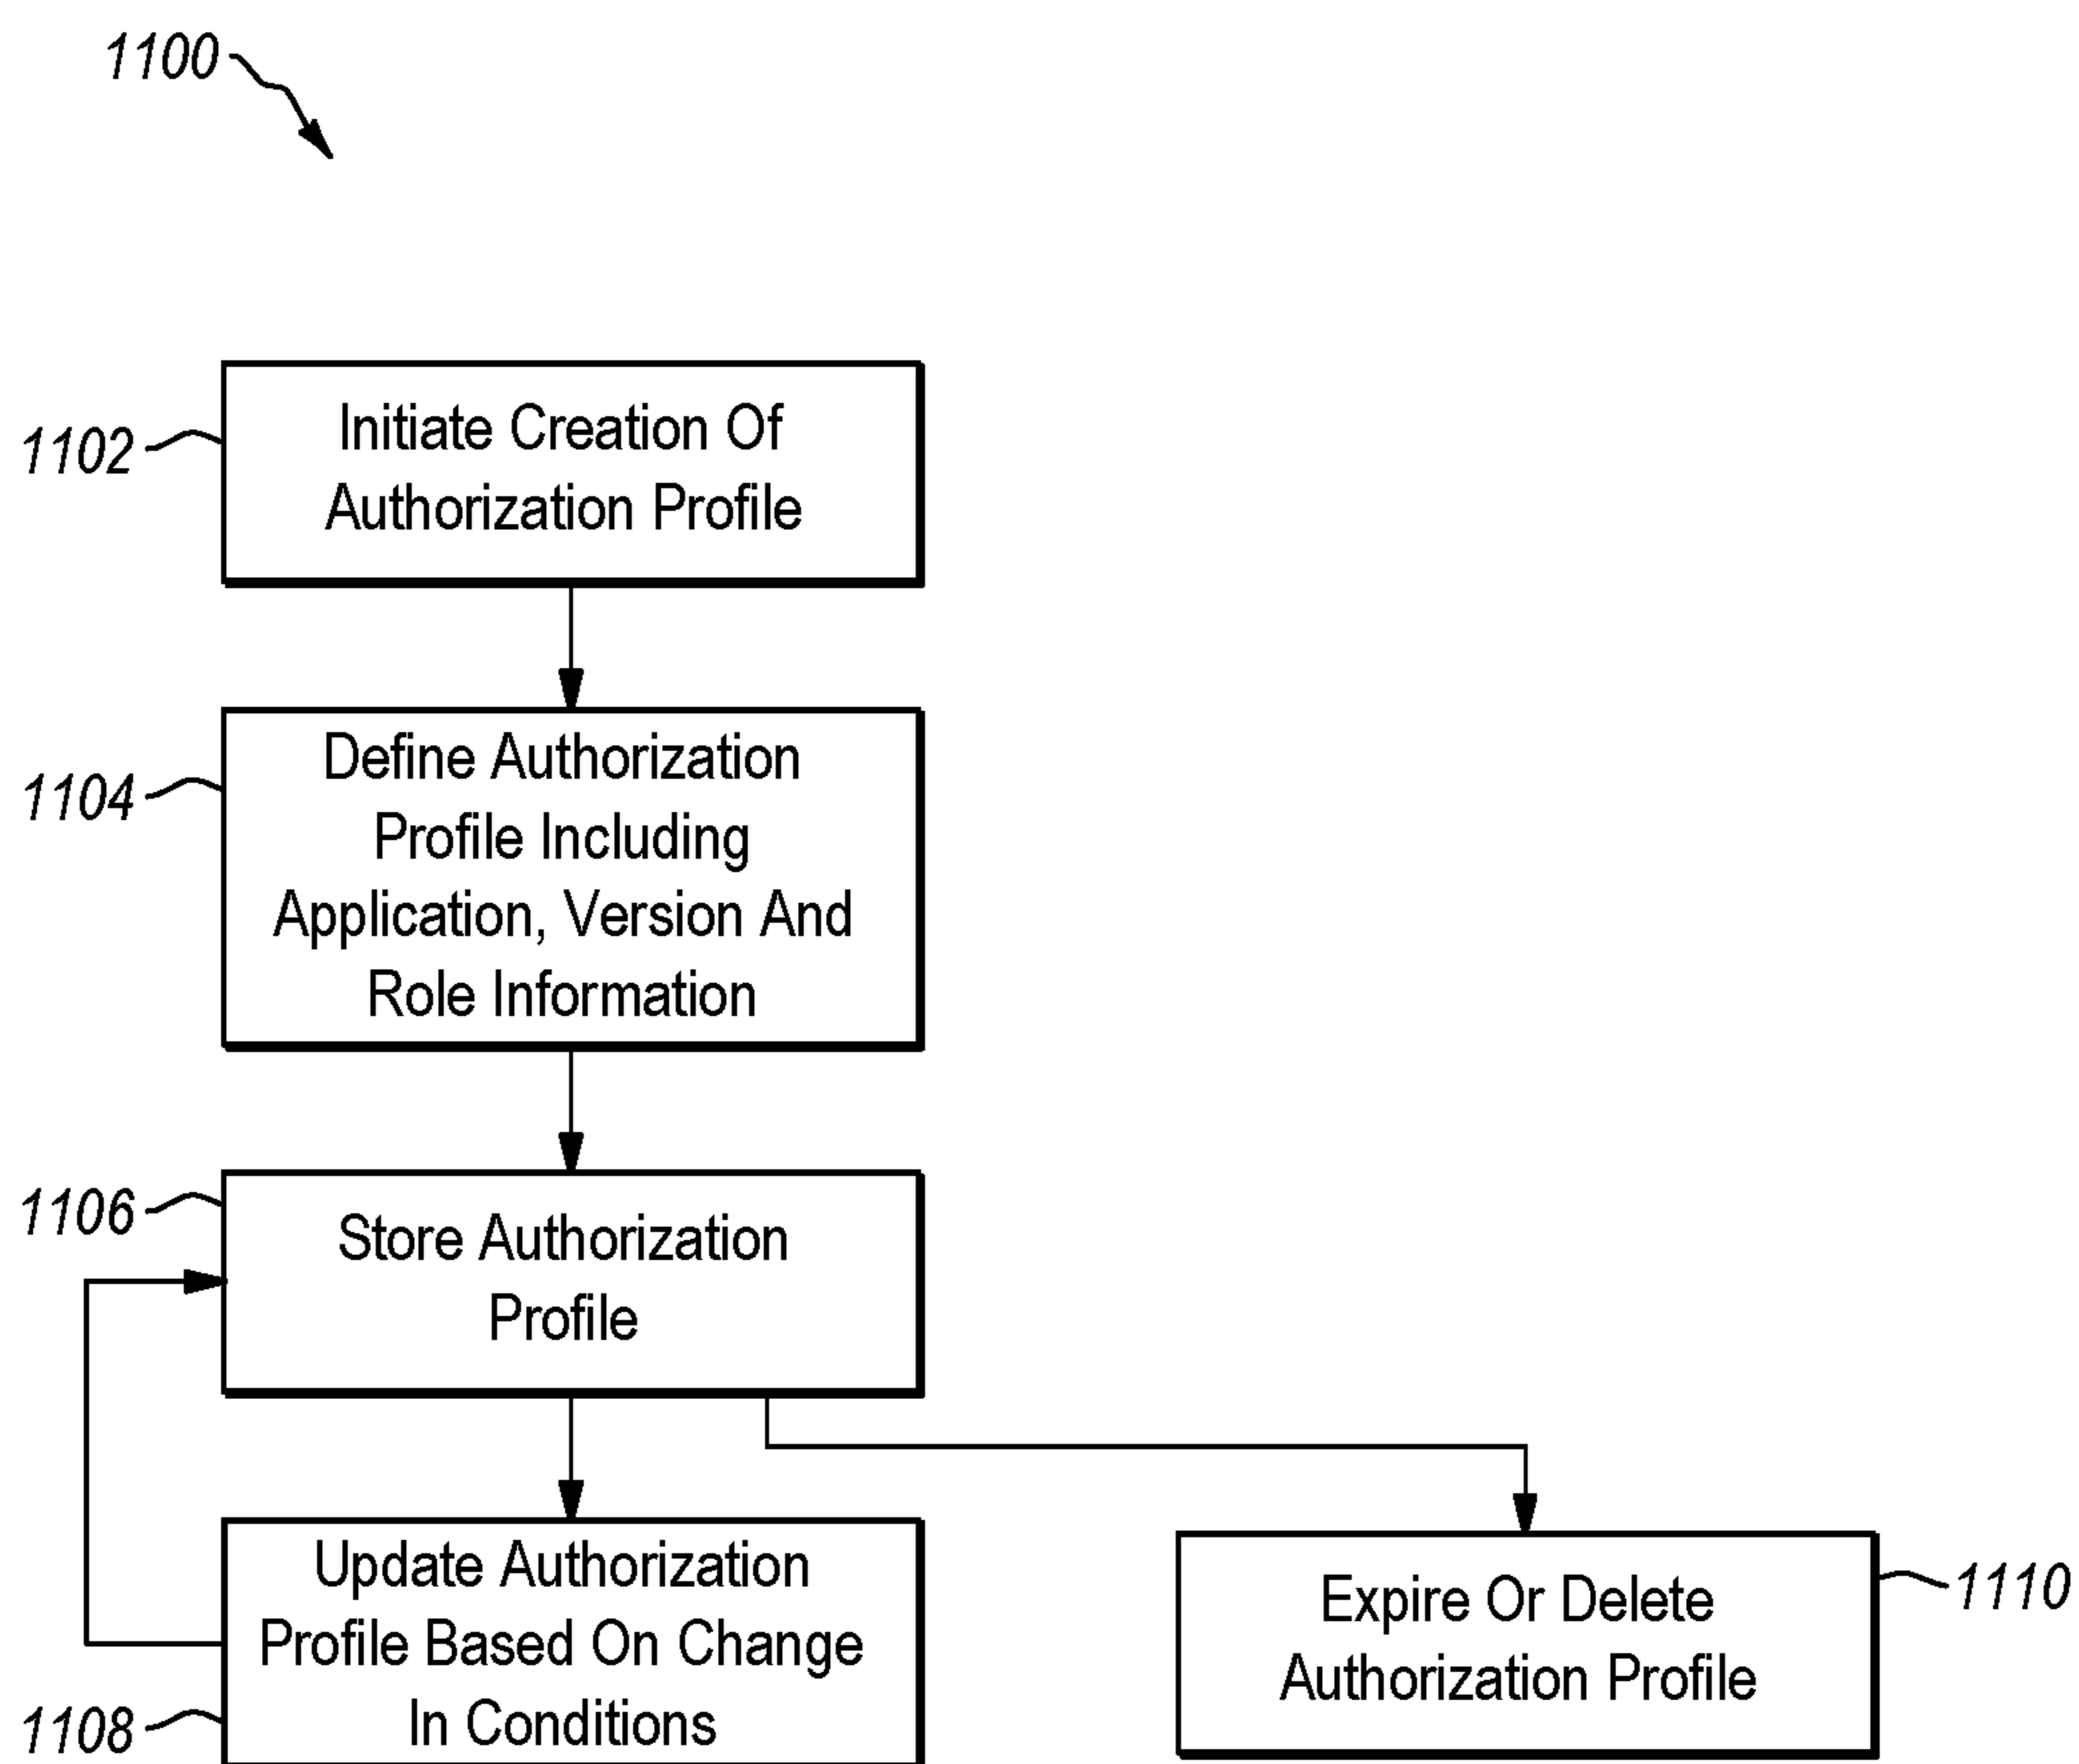 1100
1102
Initiate Creation Of
Authorization Profile
1104
Define Authorization
Profile Including
Application, Version And
Role Information
1106
Store Authorization
Profile
1108
Update Authorization
Profile Based On Change
In Conditions
Expire Or Delete
Authorization Profile
1110